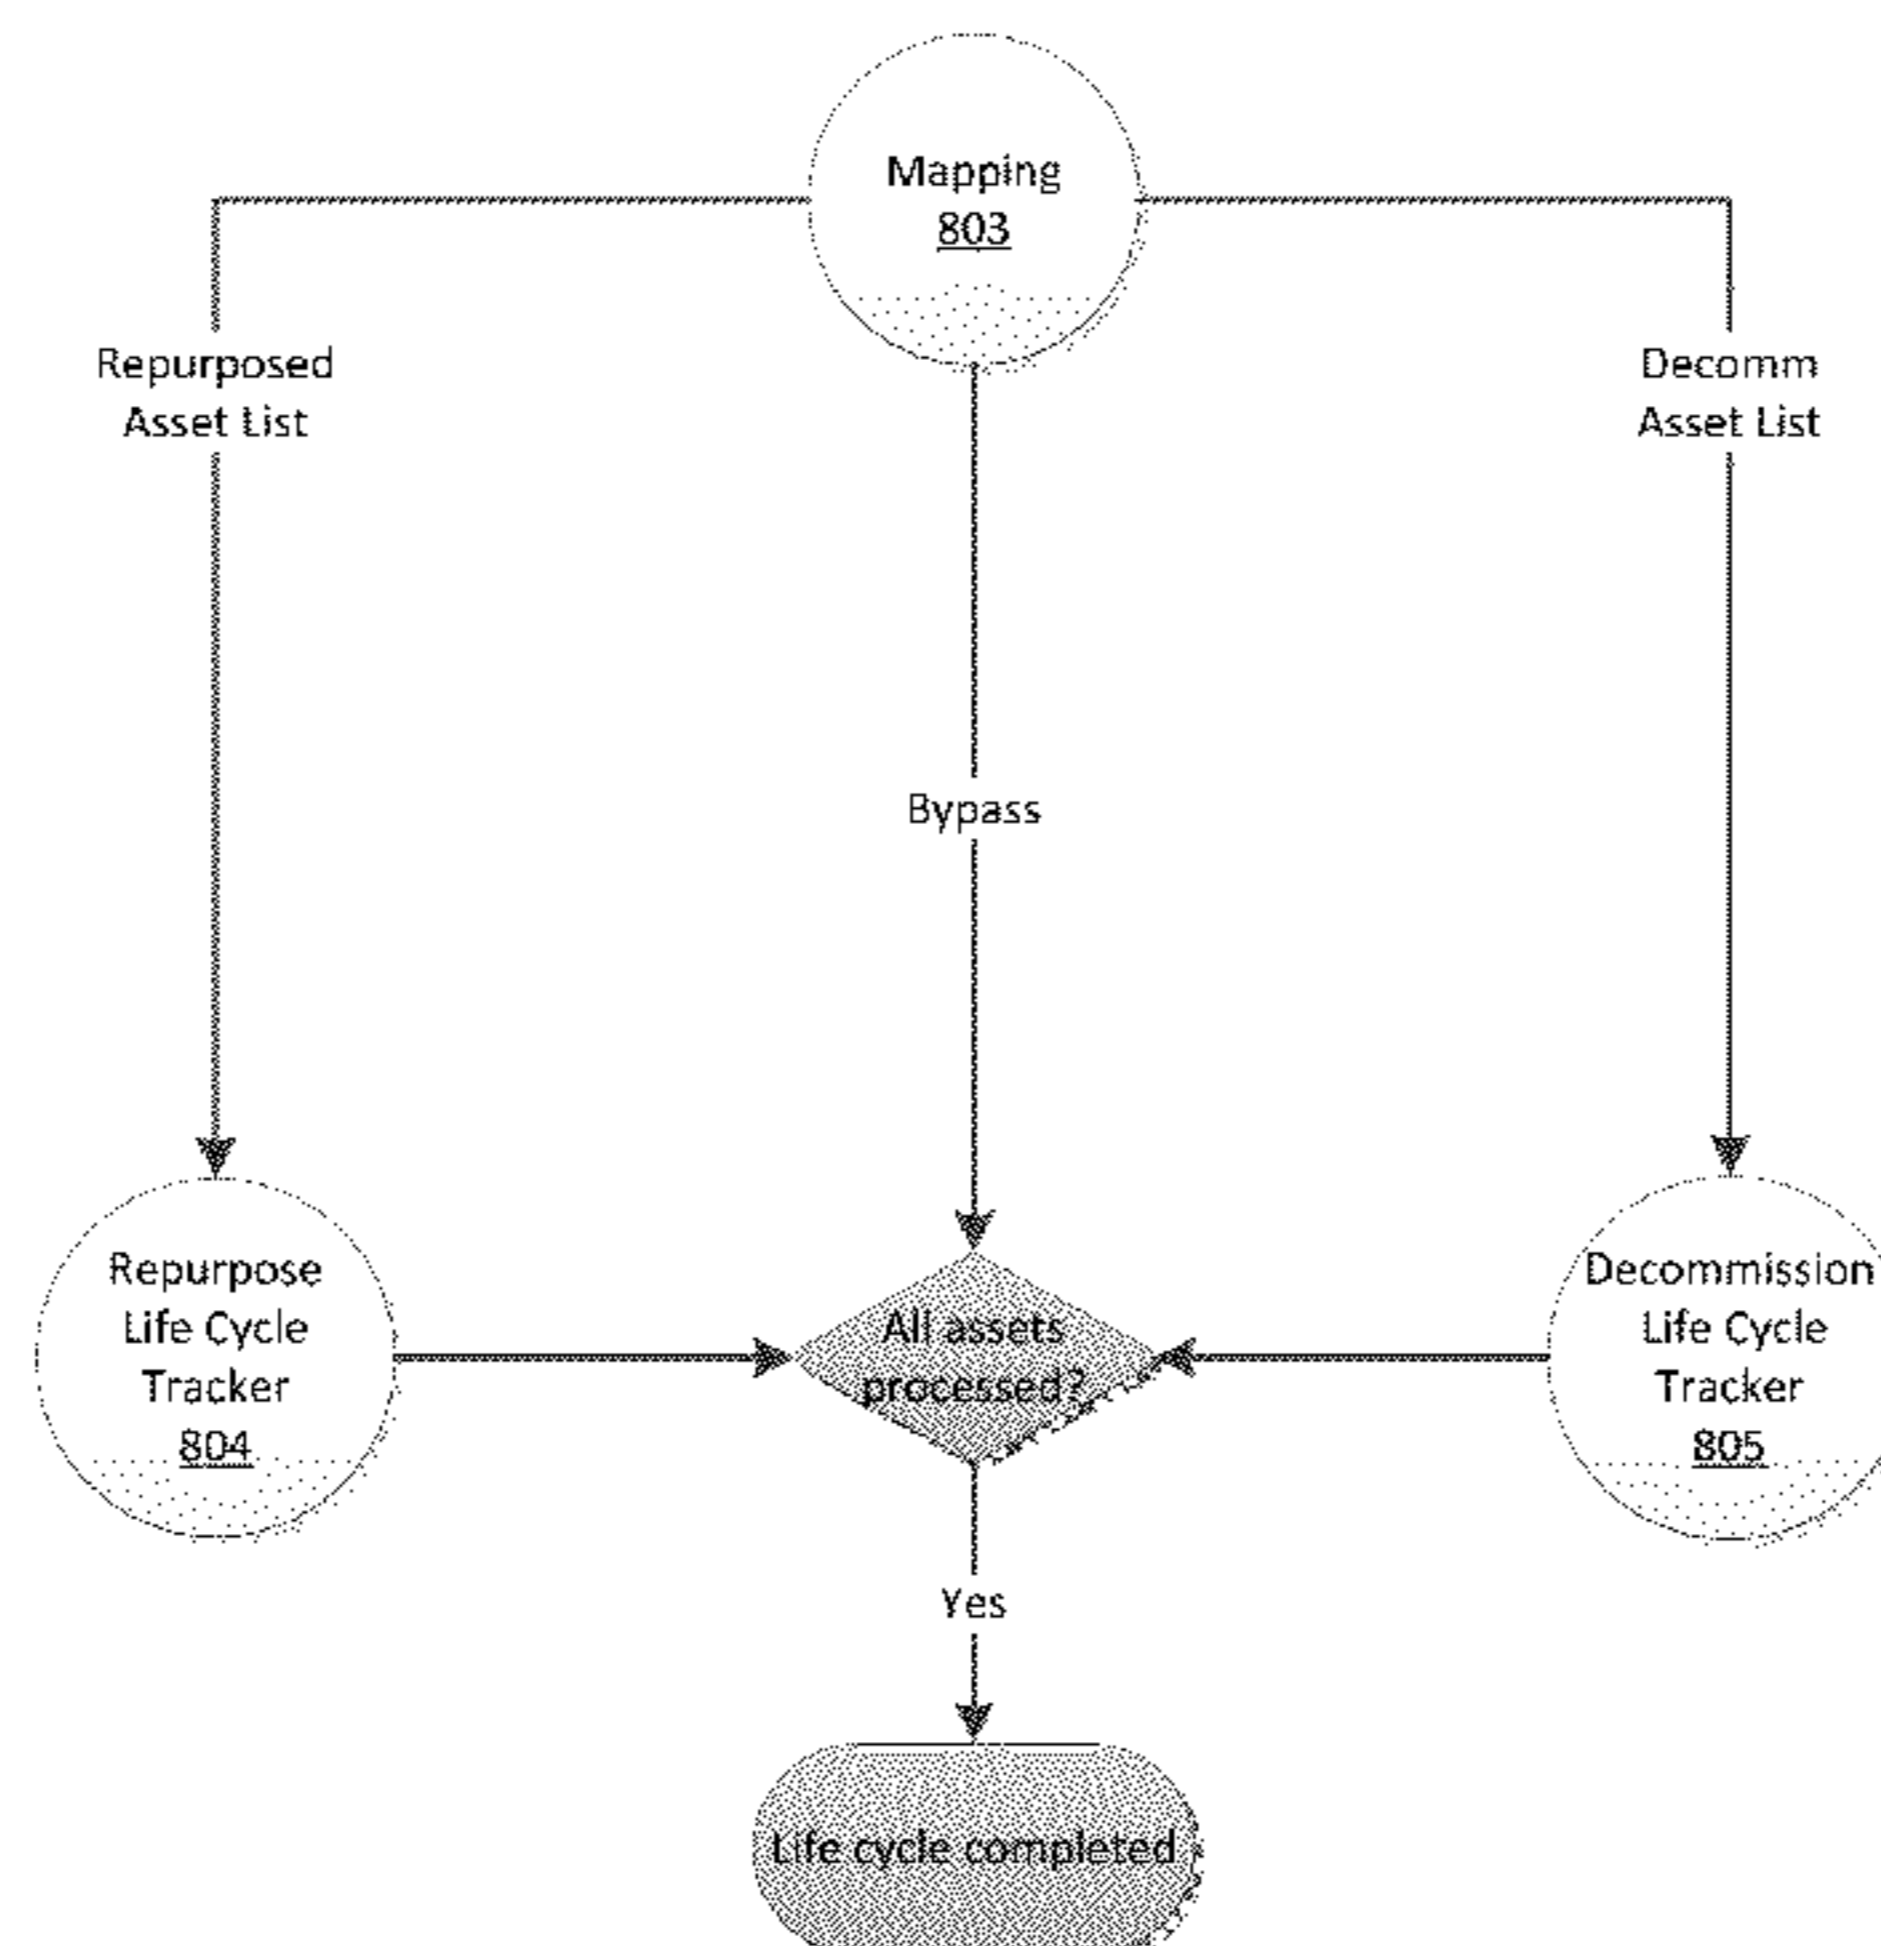 Mapping
803
Repurposed
Asset List
Decomm
Asset List
Bypass
Repurpose
Life Cycle
Tracker
804
All assets
processed?
Decommission
Life Cycle
Tracker
805
Yes
Life cycle completed